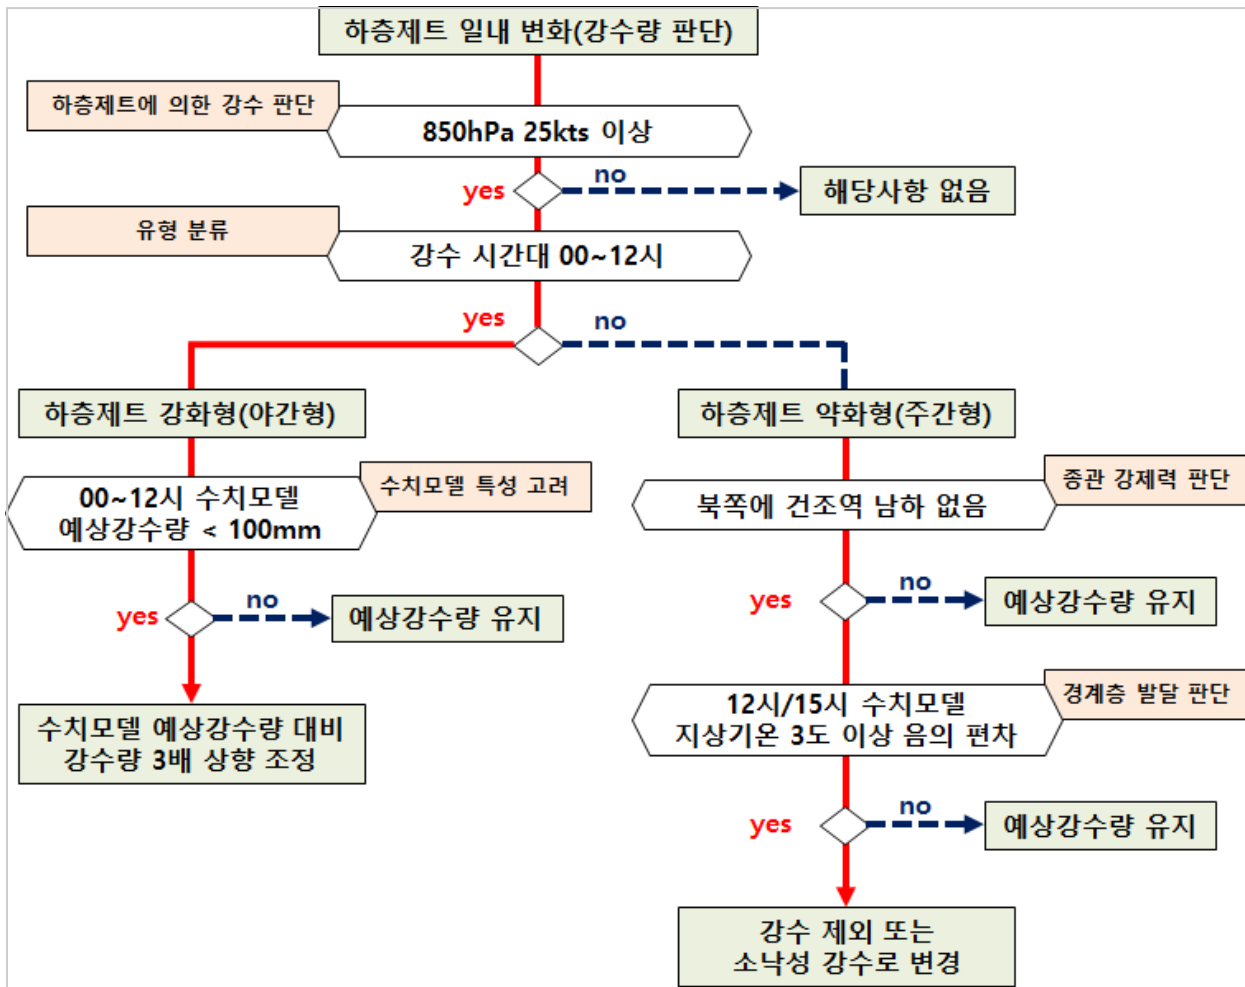 하층제트 일내 변화(강수량 판단)
하층제트에 의한 강수 판단
850hPa 25kts 이상
yes
no
해당사항 없음
유형 분류
강수 시간대 00~12시
yes
no
하층제트 강화형(야간형)
하층제트 약화형(주간형)
00~12시 수치모델
예상강수량 < 100mm
수치모델 특성 고려
yes
no
예상강수량 유지
수치모델 예상강수량 대비
강수량 3배 상향 조정
종관 강제력 판단
북쪽에 건조역 남하 없음
yes
no
예상강수량 유지
경계층 발달 판단
12시/15시 수치모델
지상기온 3도 이상 음의 편차
yes
no
예상강수량 유지
강수 제외 또는
소낙성 강수로 변경